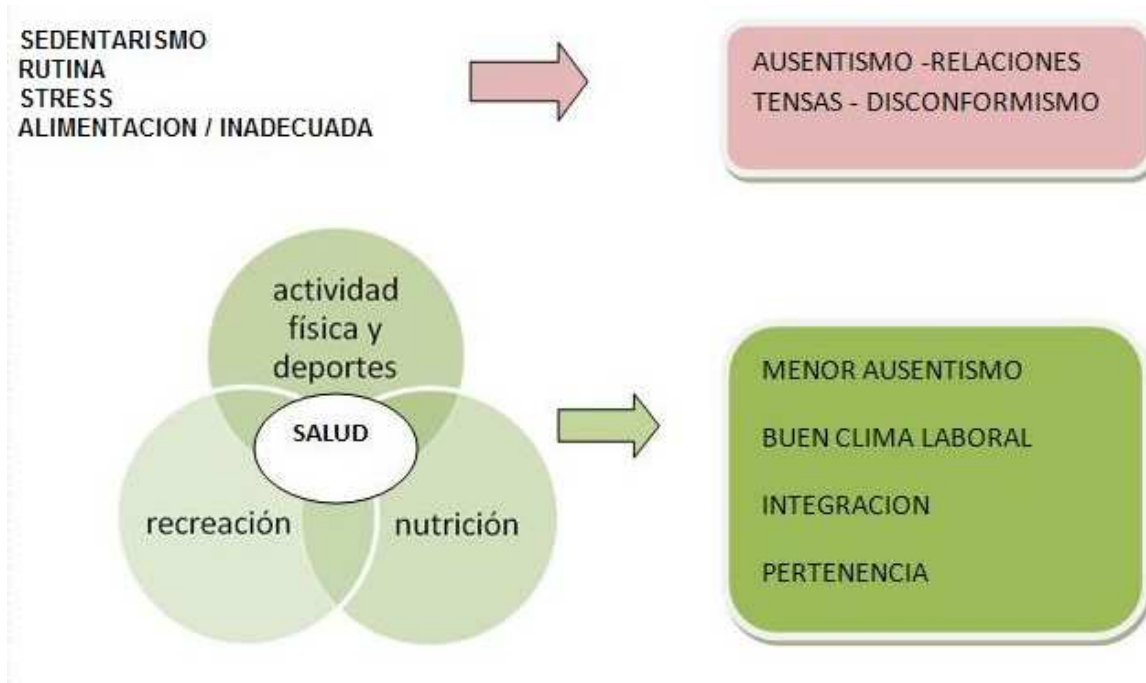 SEDENTARISMO
RUTINA
STRESS
ALIMENTACION / INADECUADA
AUSENTISMO -RELACIONES
TENSAS - DISCONFORMISMO
actividad
física y
deportes
SALUD
recreación
nutrición
MENOR AUSENTISMO
BUEN CLIMA LABORAL
INTEGRACION
PERTENENCIA